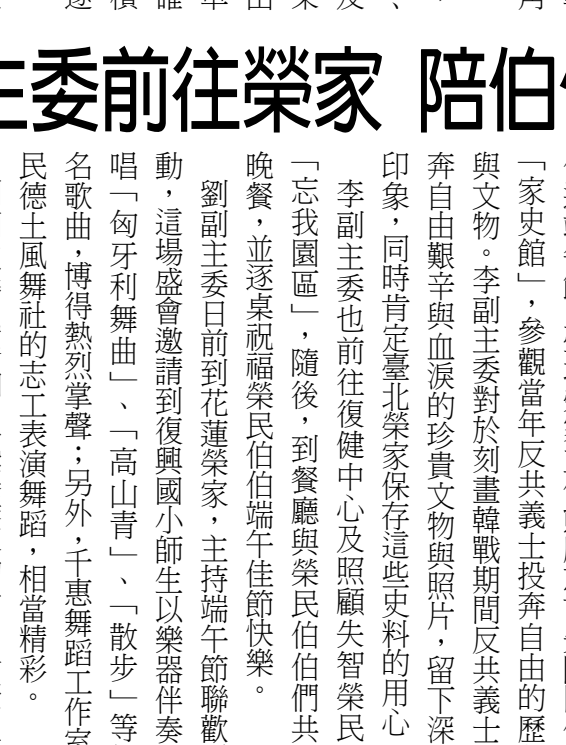 主委前往榮家 陪伯
「家史館」，參觀當年反共義士投奔自由的歷
與文物。李副主委對於刻畫韓戰期間反共義士
奔自由艱辛與血淚的珍貴文物與照片，留下深
印象，同時肯定臺北榮家保存這些史料的用心
李副主委也前往復健中心及照顧失智榮民
「忘我園區」，隨後，到餐廳與榮民伯伯們共
晚餐，並逐桌祝福榮民伯伯端午佳節快樂。
劉副主委日前到花蓮榮家，主持端午節聯歡
動，這場盛會邀請到復興國小師生以樂器伴奏
唱「匈牙利舞曲」、「高山青」、「散步」等
名歌曲，博得熱烈掌聲；另外，千惠舞蹈工作室
民德土風舞社的志工表演舞蹈，相當精彩。